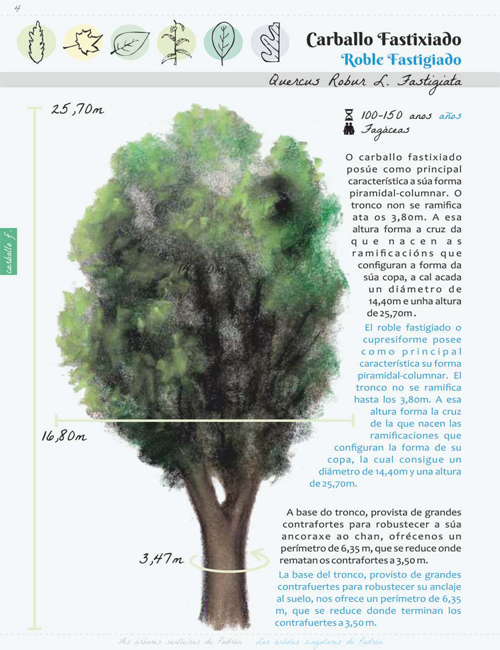 4
Carballo Fastixiado
Roble Fastigiado
Quercus Robur L. Fastigiata
25,70m
100-150 anos años
Fagáceas
O carballo fastixiado
posúe como principal
característica a súa forma
piramidal-columnar. O
tronco non se ramifica
ata os 3,80m. A esa
altura forma a cruz da
que nacen as
ramificacións que
configuran a forma da
súa copa, a cal acada
un diámetro de
14,40m e unha altura
de 25,70m.
carballo f.
El roble fastigiado o
cupresiforme posee
como principal
característica su forma
piramidal-columnar. El
tronco no se ramifica
hasta los 3,80m. A esa
altura forma la cruz
de la que nacen las
ramificaciones que
configuran la forma de su
copa, la cual consigue un
diámetro de 14,40m y una altura
de 25,70m.
16,80m
A base do tronco, provista de grandes
contrafortes para robustecer a súa
ancoraxe ao chan, ofrécenos un
perímetro de 6,35 m, que se reduce onde
rematan os contrafortes a 3,50 m.
3,47m
La base del tronco, provisto de grandes
contrafuertes para robustecer su anclaje
al suelo, nos ofrece un perímetro de 6,35
m, que se reduce donde terminan los
contrafuertes a 3,50 m.
As árbores senlleiras de Padrón Los árboles singulares de Padrón